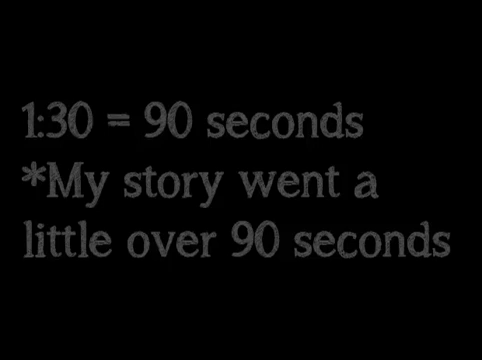 1:30 = 90 seconds
*My story went a
little over 90 seconds